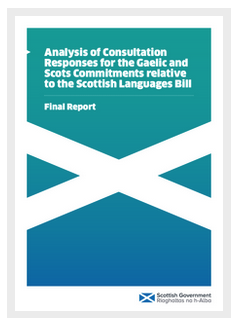 Analysis of Consultation
Responses for the Gaelic and
Scots Commitments relative
to the Scottish Languages Bill
Final Report
Scottish Government
Riaghaltas na h-Alba